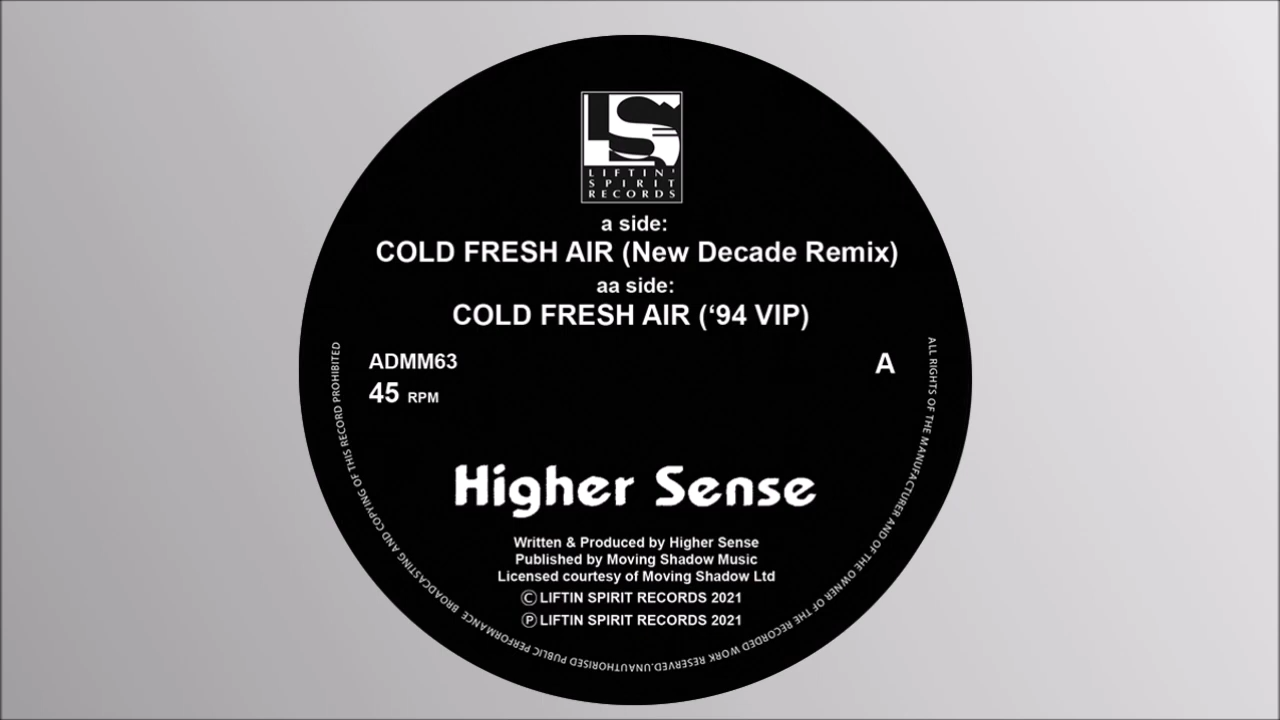 LS
LIFTIN'
SPIRIT
RECORDS
a side:
COLD FRESH AIR (New Decade Remix)
aa side:
COLD FRESH AIR (‘94 VIP)
ADMM63
A
45 RPM
Higher Sense
Written & Produced by Higher Sense
Published by Moving Shadow Music
Licensed courtesy of Moving Shadow Ltd
Ⓒ LIFTIN SPIRIT RECORDS 2021
Ⓟ LIFTIN SPIRIT RECORDS 2021
ALL RIGHTS OF THE MANUFACTURER AND OF THE OWNER OF THE RECORDED WORK RESERVED.UNAUTHORISED PUBLIC PERFORMANCE BROADCASTING AND COPYING OF THIS RECORD PROHIBITED